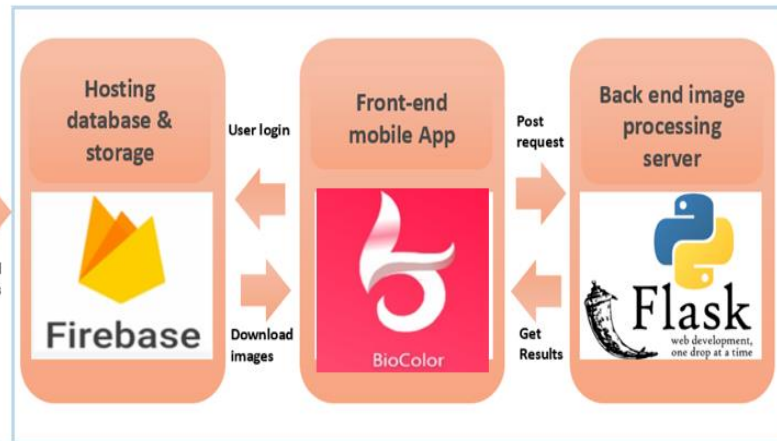 Hosting
database &
storage
Firebase
User login
Download
images
Front-end
mobile App
BioColor
Post
request
Get
Results
Back end image
processing
server
Flask
web development,
one drop at a time